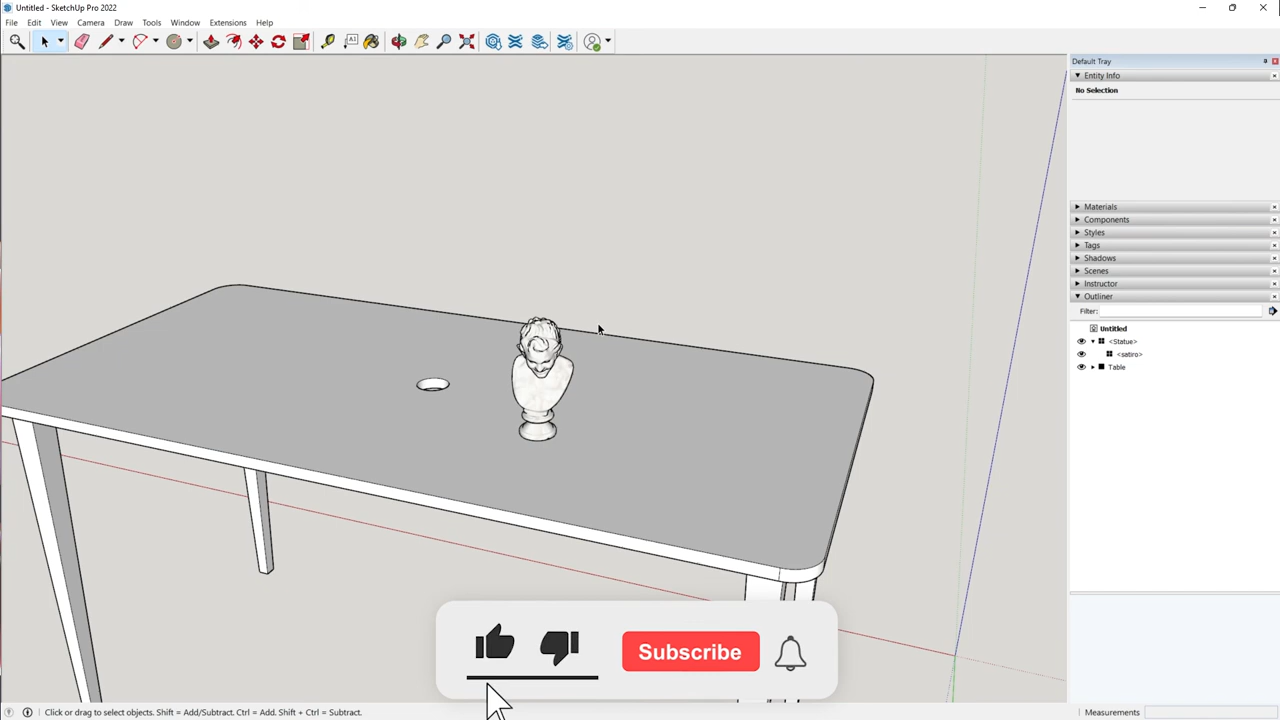 Untitled - SketchUp Pro 2022
File Edit View Camera Draw Tools Window Extensions Help
Default Tray
Entity Info
No Selection
Materials
Components
Styles
Tags
Shadows
Scenes
Instructor
Outliner
Filter:
Untitled
<Statue>
<satiro>
Table
Subscribe
Click or drag to select objects. Shift = Add/Subtract. Ctrl = Add. Shift + Ctrl = Subtract.
Measurements